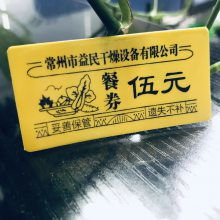 常州市益民干燥设备有限公司
餐券 伍元
妥善保管 遗失不补